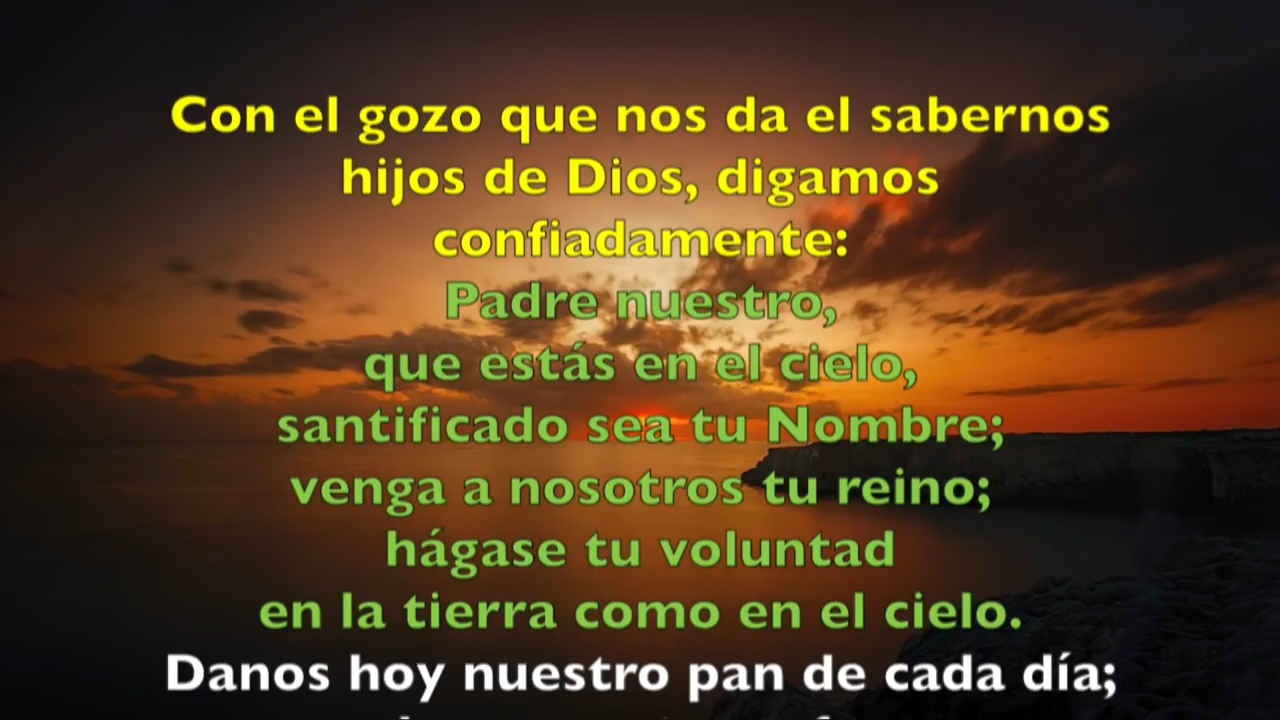 Con el gozo que nos da el sabernos
hijos de Dios, digamos
confiadamente:
Padre nuestro,
que estás en el cielo,
santificado sea tu Nombre;
venga a nosotros tu reino;
hágase tu voluntad
en la tierra como en el cielo.
Danos hoy nuestro pan de cada día;